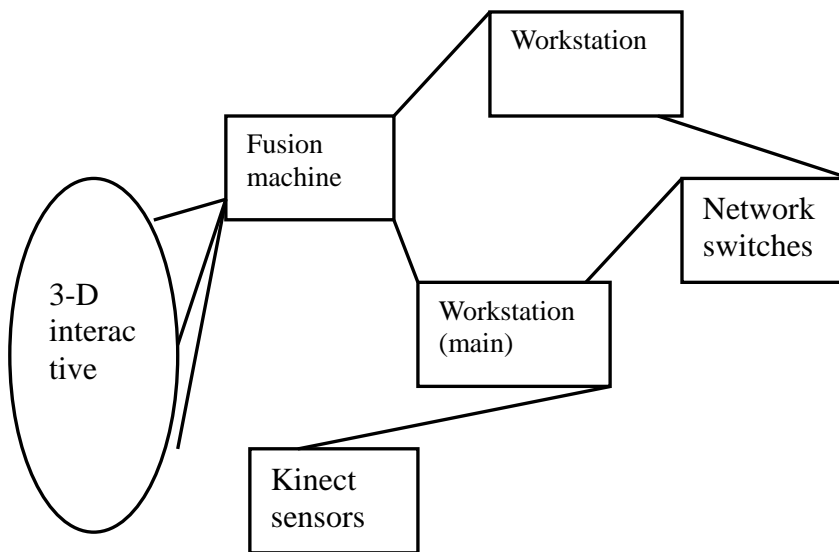 Workstation
Fusion
machine
Network
switches
3-D
interac
tive
Workstation
(main)
Kinect
sensors